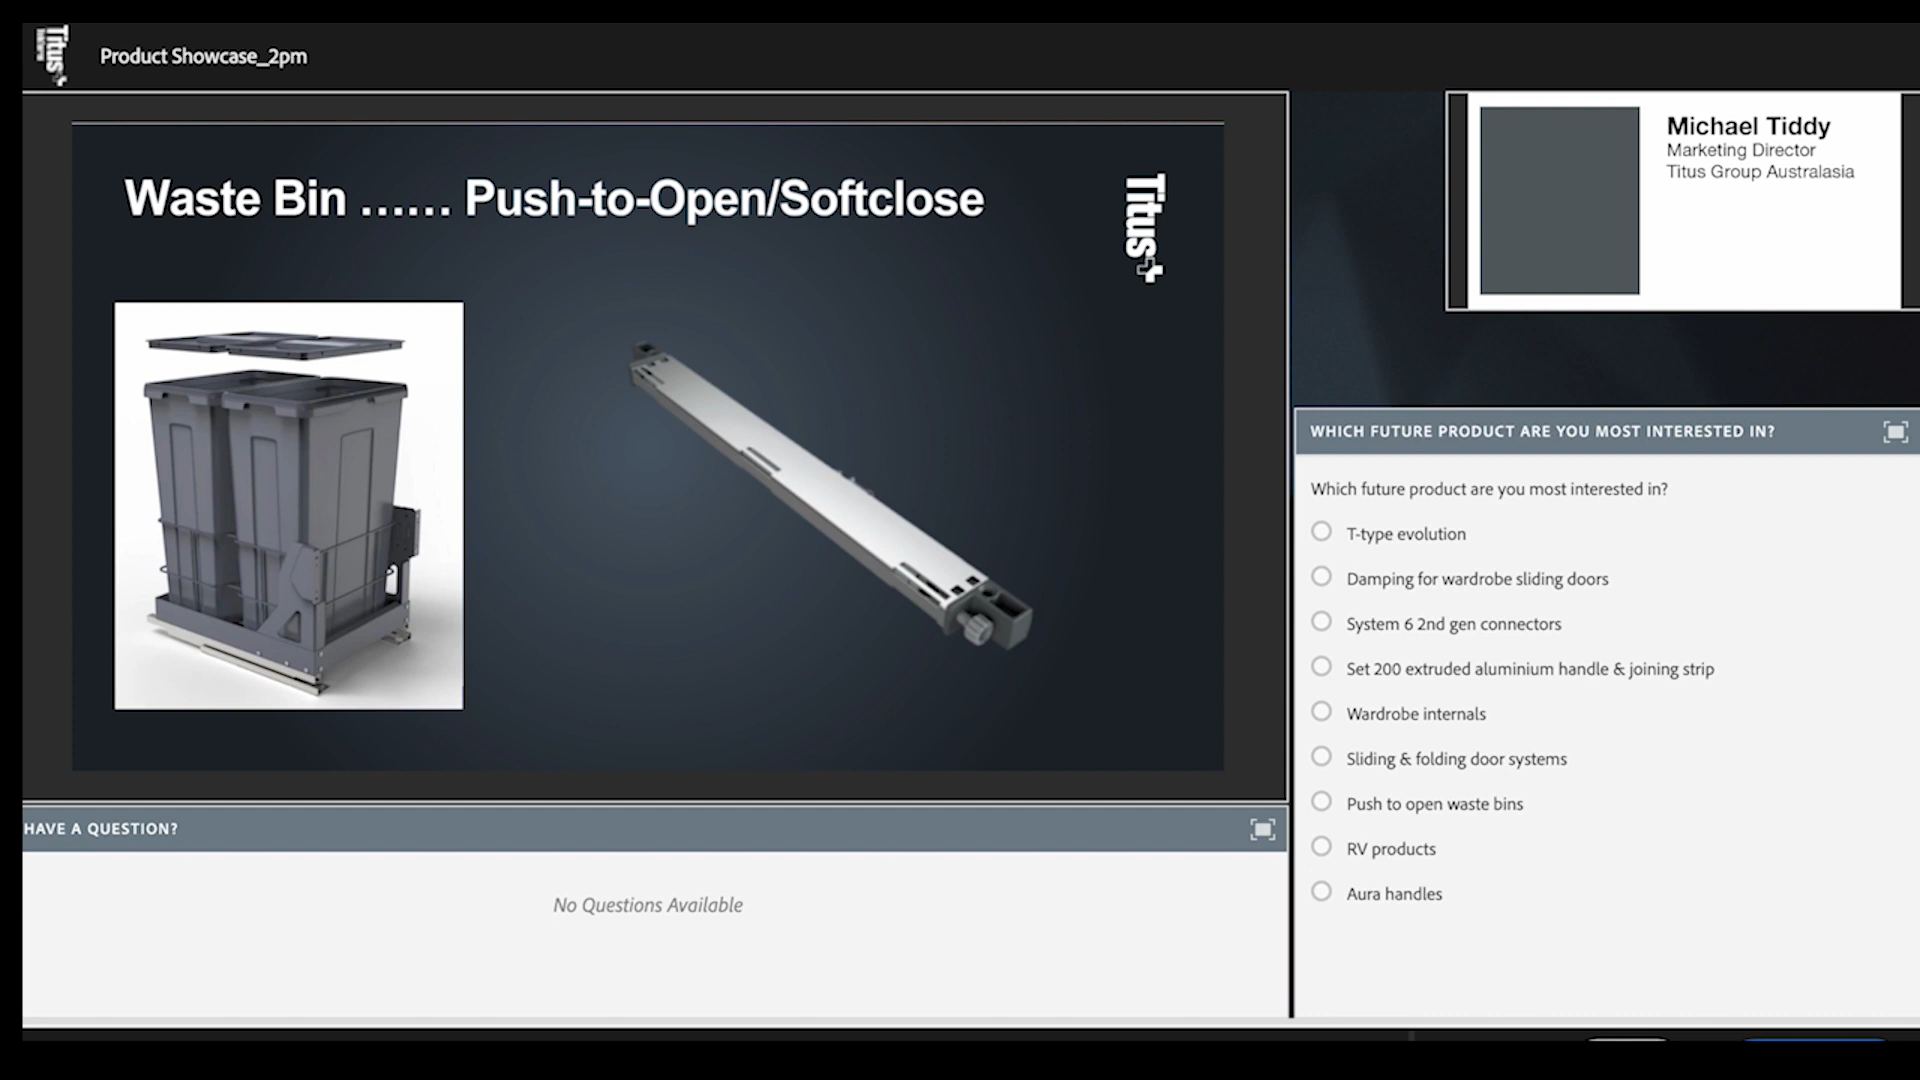 Titus
Product Showcase_2pm
Waste Bin ...... Push-to-Open/Softclose
Titus
Michael Tiddy
Marketing Director
Titus Group Australasia
WHICH FUTURE PRODUCT ARE YOU MOST INTERESTED IN?
Which future product are you most interested in?
T-type evolution
Damping for wardrobe sliding doors
System 6 2nd gen connectors
Set 200 extruded aluminium handle & joining strip
Wardrobe internals
Sliding & folding door systems
Push to open waste bins
RV products
Aura handles
HAVE A QUESTION?
No Questions Available